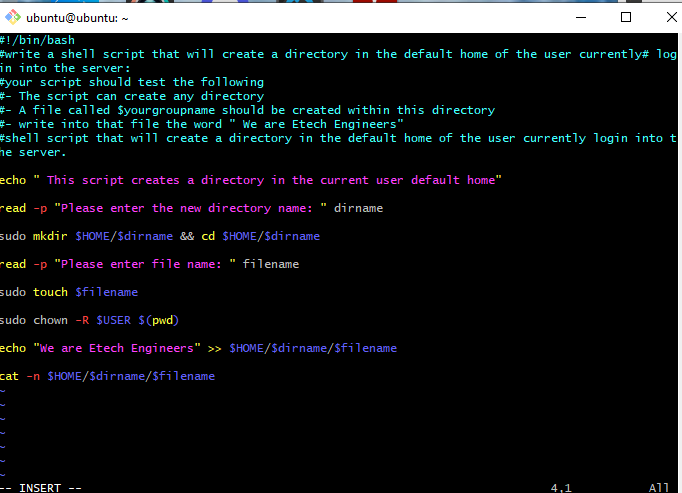 ubuntu@ubuntu: ~
#!/bin/bash
#write a shell script that will create a directory in the default home of the user currently# log
in into the server:
#your script should test the following
#- The script can create any directory
#- A file called $yourgroupname should be created within this directory
#- write into that file the word " We are Etech Engineers"
#shell script that will create a directory in the default home of the user currently login into t
he server.
echo " This script creates a directory in the current user default home"
read -p "Please enter the new directory name: " dirname
sudo mkdir $HOME/$dirname && cd $HOME/$dirname
read -p "Please enter file name: " filename
sudo touch $filename
sudo chown -R $USER $(pwd)
echo "We are Etech Engineers" >> $HOME/$dirname/$filename
cat -n $HOME/$dirname/$filename
~
~
~
~
~
~
~
-- INSERT -- 4,1 All